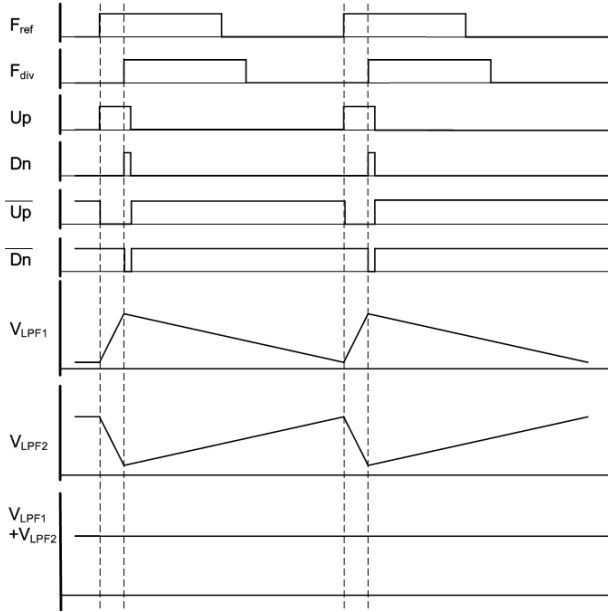 Fref
Fdiv
Up
Dn
Up
Dn
VLPF1
VLPF2
VLPF1
+VLPF2